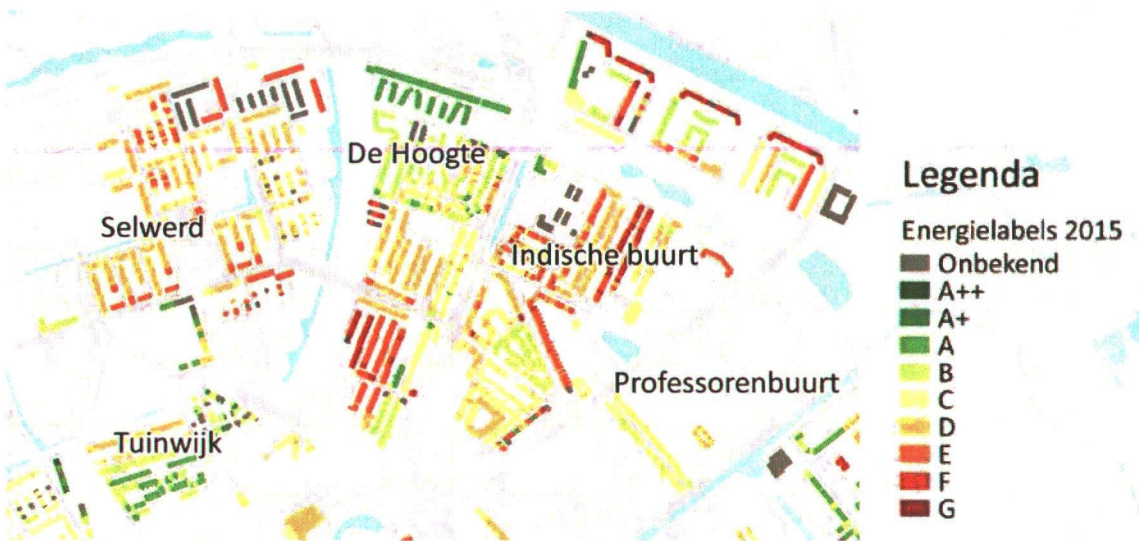 De Hoogte
Selwerd
Indische buurt
Professorenbuurt
Tuinwijk
Legenda
Energielabels 2015
Onbekend
A++
A+
A
B
C
D
E
F
G